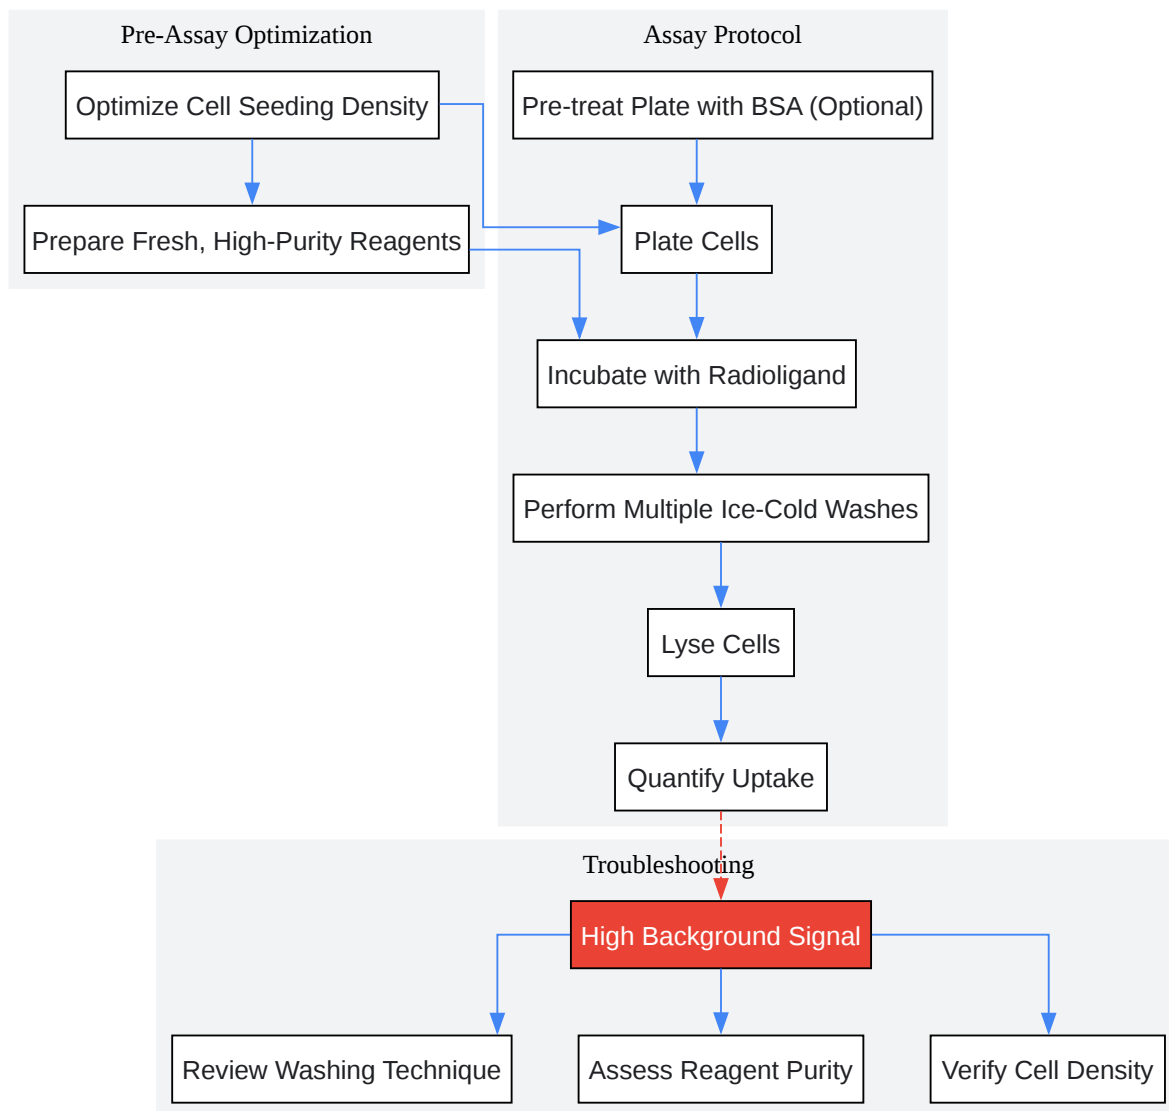 Pre-Assay Optimization
Optimize Cell Seeding Density
Prepare Fresh, High-Purity Reagents
Assay Protocol
Pre-treat Plate with BSA (Optional)
Plate Cells
Incubate with Radioligand
Perform Multiple Ice-Cold Washes
Lyse Cells
Quantify Uptake
Troubleshooting
High Background Signal
Review Washing Technique
Assess Reagent Purity
Verify Cell Density